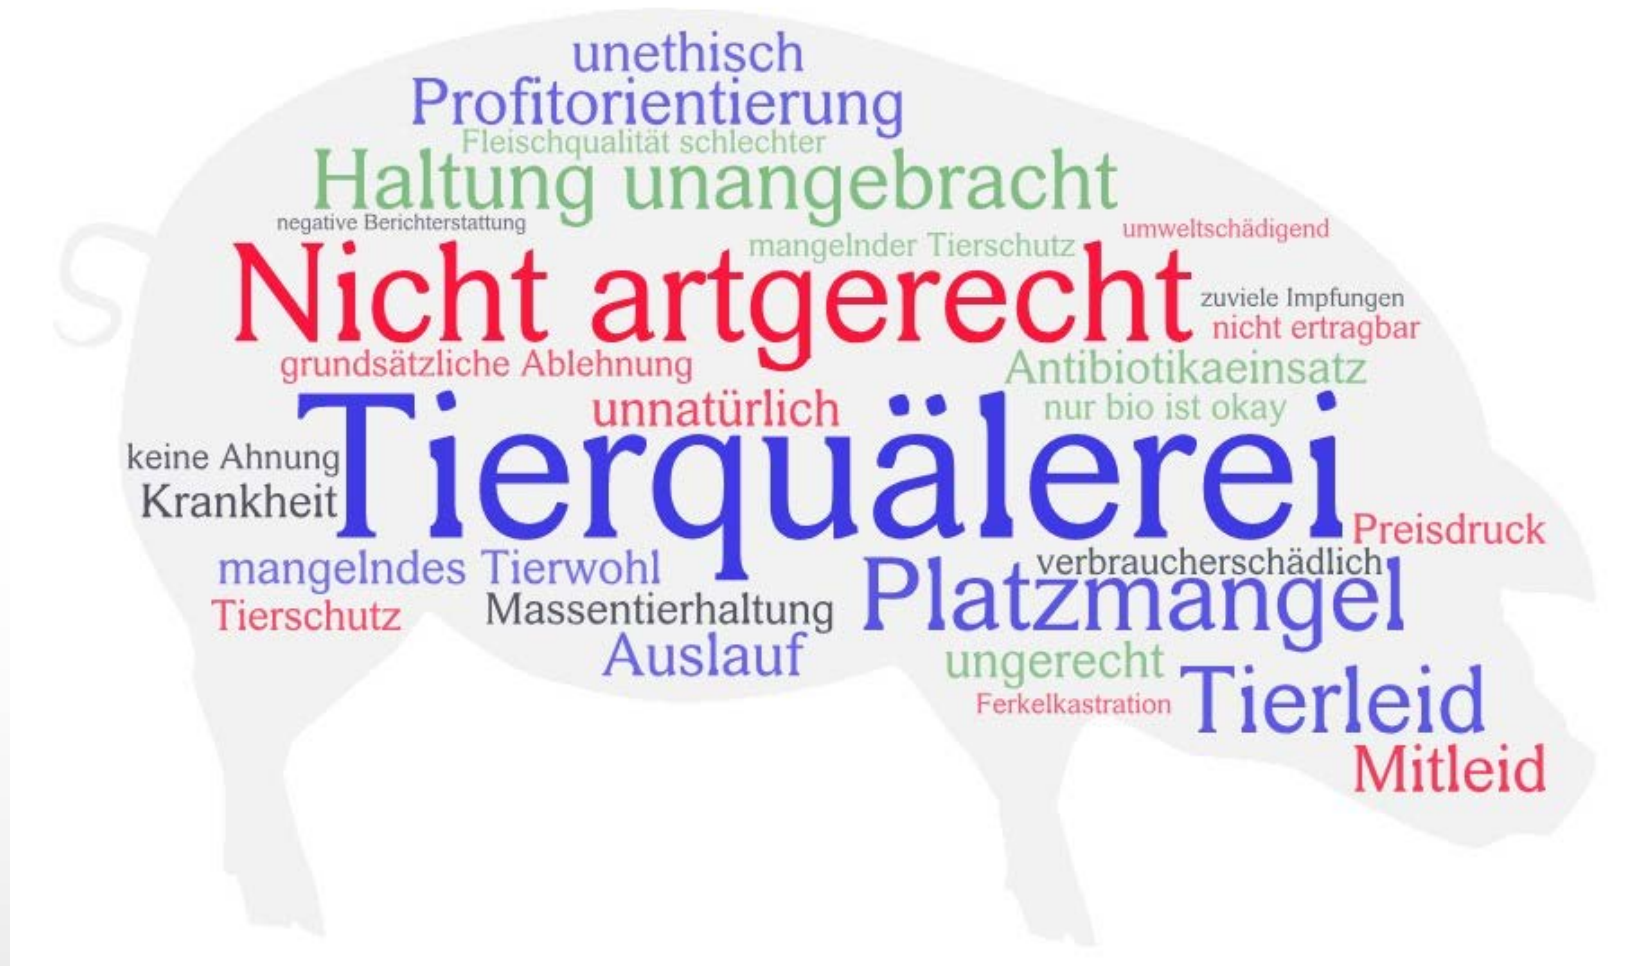 unethisch
Profitorientierung
Fleischqualität schlechter
Haltung unangebracht
negative Berichterstattung
umweltschädigend
mangelnder Tierschutz
Nicht artgerecht
zuviele Impfungen
nicht ertragbar
grundsätzliche Ablehnung
Antibiotikaeinsatz
unnatürlich
nur bio ist okay
Tierquälerei
keine Ahnung
Krankheit
Preisdruck
verbraucherschädlich
mangelndes Tierwohl
Platzmangel
Tierschutz
Massentierhaltung
Auslauf
ungerecht
Ferkelkastration
Tierleid
Mitleid